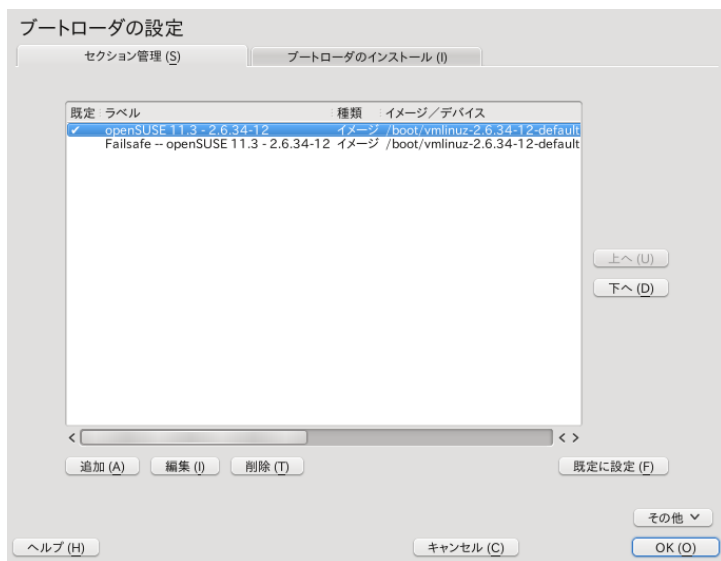 ブートローダの設定
セクション管理 (S) ブートローダのインストール (I)
既定 ラベル 種類 イメージ／デバイス
✔ openSUSE 11.3 - 2.6.34-12 イメージ /boot/vmlinuz-2.6.34-12-default
Failsafe -- openSUSE 11.3 - 2.6.34-12 イメージ /boot/vmlinuz-2.6.34-12-default
上へ (U)
下へ (D)
追加 (A) 編集 (I) 削除 (T) 既定に設定 (F)
その他
ヘルプ (H) キャンセル (C) OK (O)